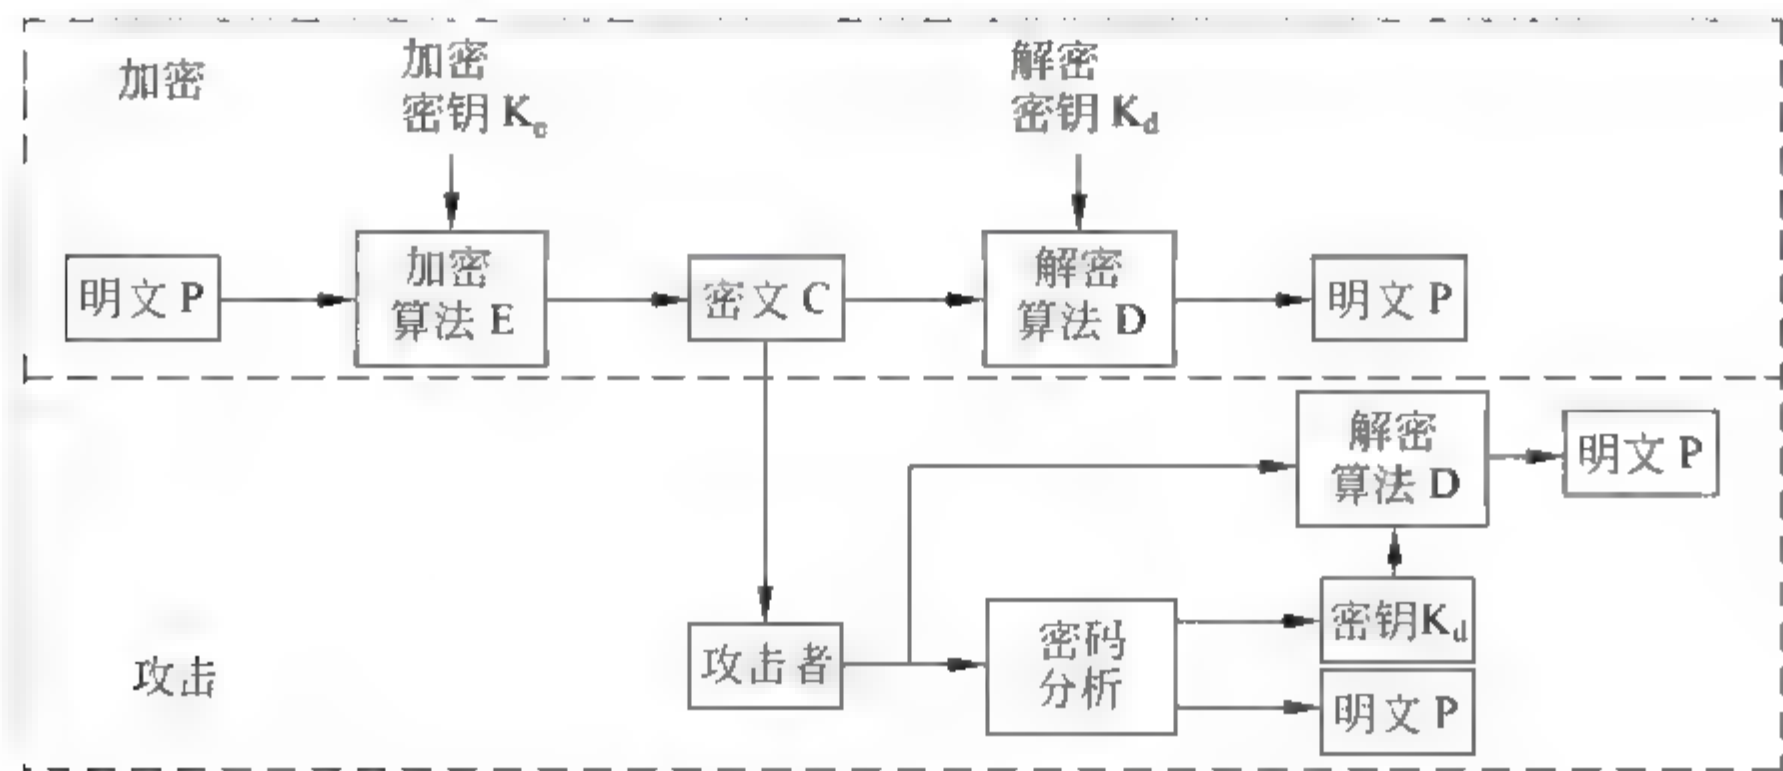 加密
加密
密钥 Ke
解密
密钥 Kd
明文 P
加密
算法 E
密文 C
解密
算法 D
明文 P
解密
算法 D
明文 P
攻击
攻击者
密码
分析
密钥Kd
明文 P